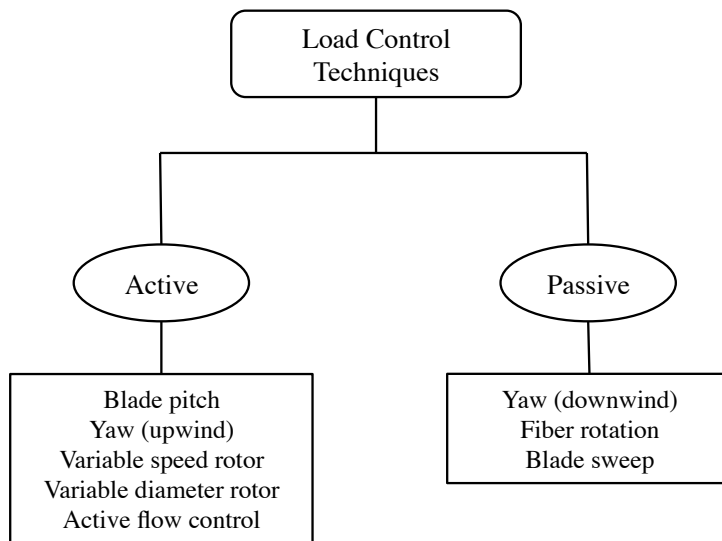 Load Control
Techniques
Active
Passive
Blade pitch
Yaw (upwind)
Variable speed rotor
Variable diameter rotor
Active flow control
Yaw (downwind)
Fiber rotation
Blade sweep